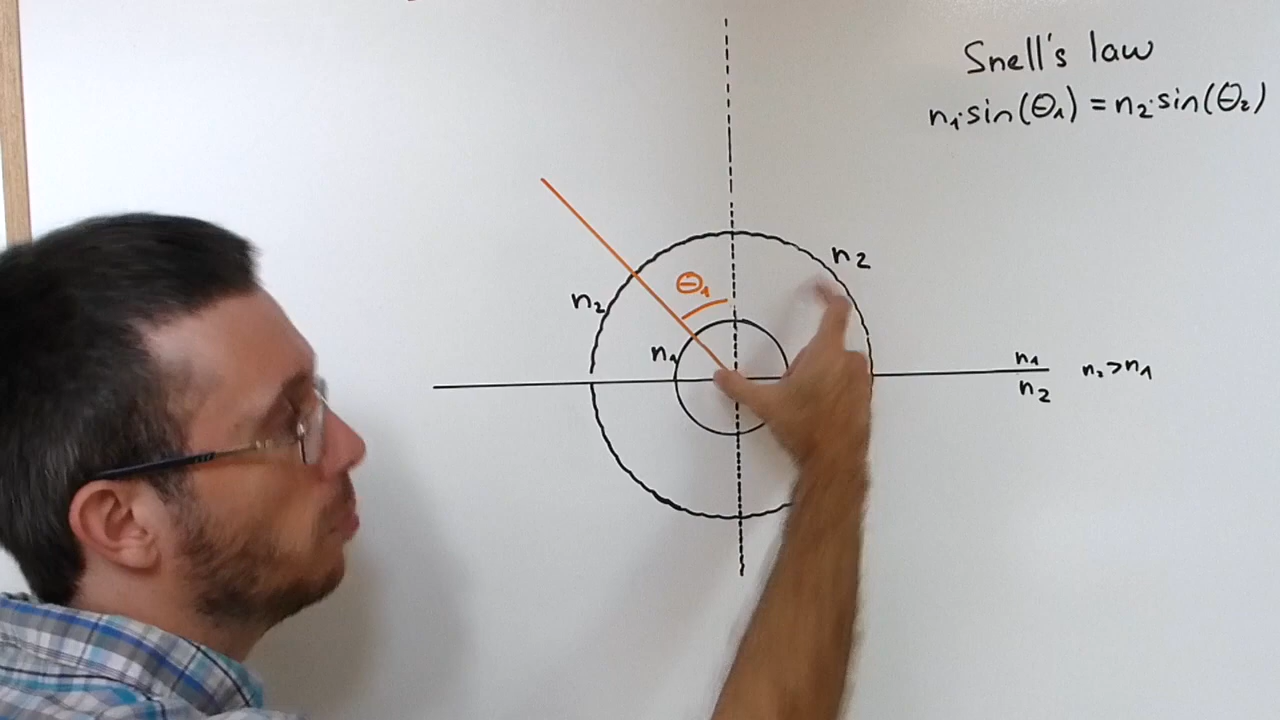 Snell's law
n₁·sin(Θ₁) = n₂·sin(Θ₂)
n₂
Θ₁
n₂
n₁
n₁
n₂
n₂>n₁